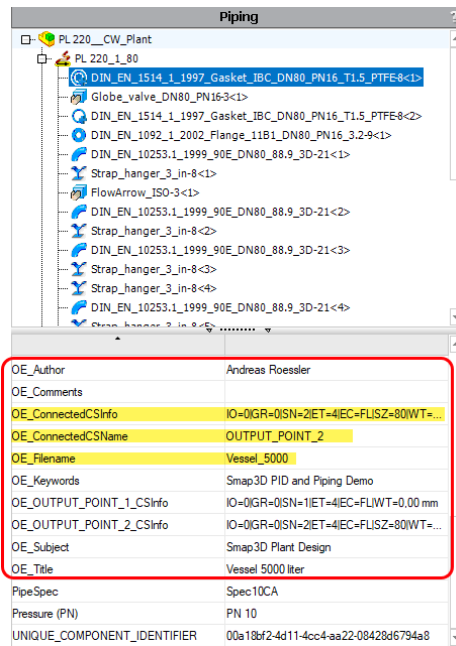 Piping
PL 220__CW_Plant
PL 220_1_80
DIN_EN_1514_1_1997_Gasket_IBC_DN80_PN16_T1.5_PTFE-8<1>
Globe_valve_DN80_PN16-3<1>
DIN_EN_1514_1_1997_Gasket_IBC_DN80_PN16_T1.5_PTFE-8<2>
DIN_EN_1092_1_2002_Flange_11B1_DN80_PN16_3.2-9<1>
DIN_EN_10253.1_1999_90E_DN80_88.9_3D-21<1>
Strap_hanger_3_in-8<1>
FlowArrow_ISO-3<1>
DIN_EN_10253.1_1999_90E_DN80_88.9_3D-21<2>
Strap_hanger_3_in-8<2>
DIN_EN_10253.1_1999_90E_DN80_88.9_3D-21<3>
Strap_hanger_3_in-8<3>
Strap_hanger_3_in-8<4>
DIN_EN_10253.1_1999_90E_DN80_88.9_3D-21<4>
Strap_hanger_3_in-8<5>
OE_Author Andreas Roessler
OE_Comments
OE_ConnectedCSInfo IO=0|GR=0|SN=2|ET=4|EC=FL|SZ=80|WT=...
OE_ConnectedCSName OUTPUT_POINT_2
OE_Filename Vessel_5000
OE_Keywords Smap3D PID and Piping Demo
OE_OUTPUT_POINT_1_CSInfo IO=0|GR=0|SN=1|ET=4|EC=FL|WT=0,00 mm
OE_OUTPUT_POINT_2_CSInfo IO=0|GR=0|SN=2|ET=4|EC=FL|SZ=80|WT=...
OE_Subject Smap3D Plant Design
OE_Title Vessel 5000 liter
PipeSpec Spec10CA
Pressure (PN) PN 10
UNIQUE_COMPONENT_IDENTIFIER 00a18bf2-4d11-4cc4-aa22-08428d6794a8